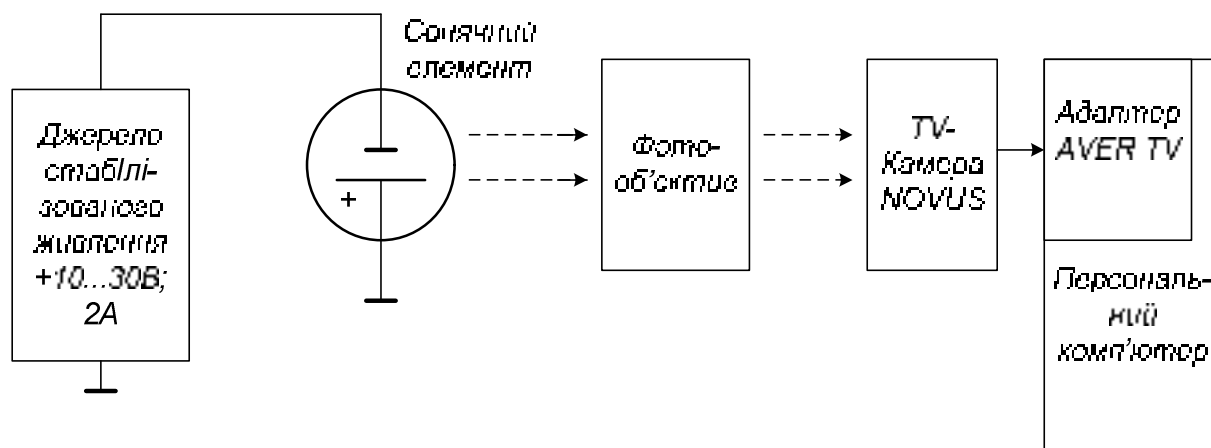 Сонячний
елемент
Джерело
стабілі-
зованого
живлення
+10...30В;
2А
Фото-
об'єктив
TV-
Камера
NOVUS
Адаптер
AVER TV
Персональ-
ний
комп'ютер
+